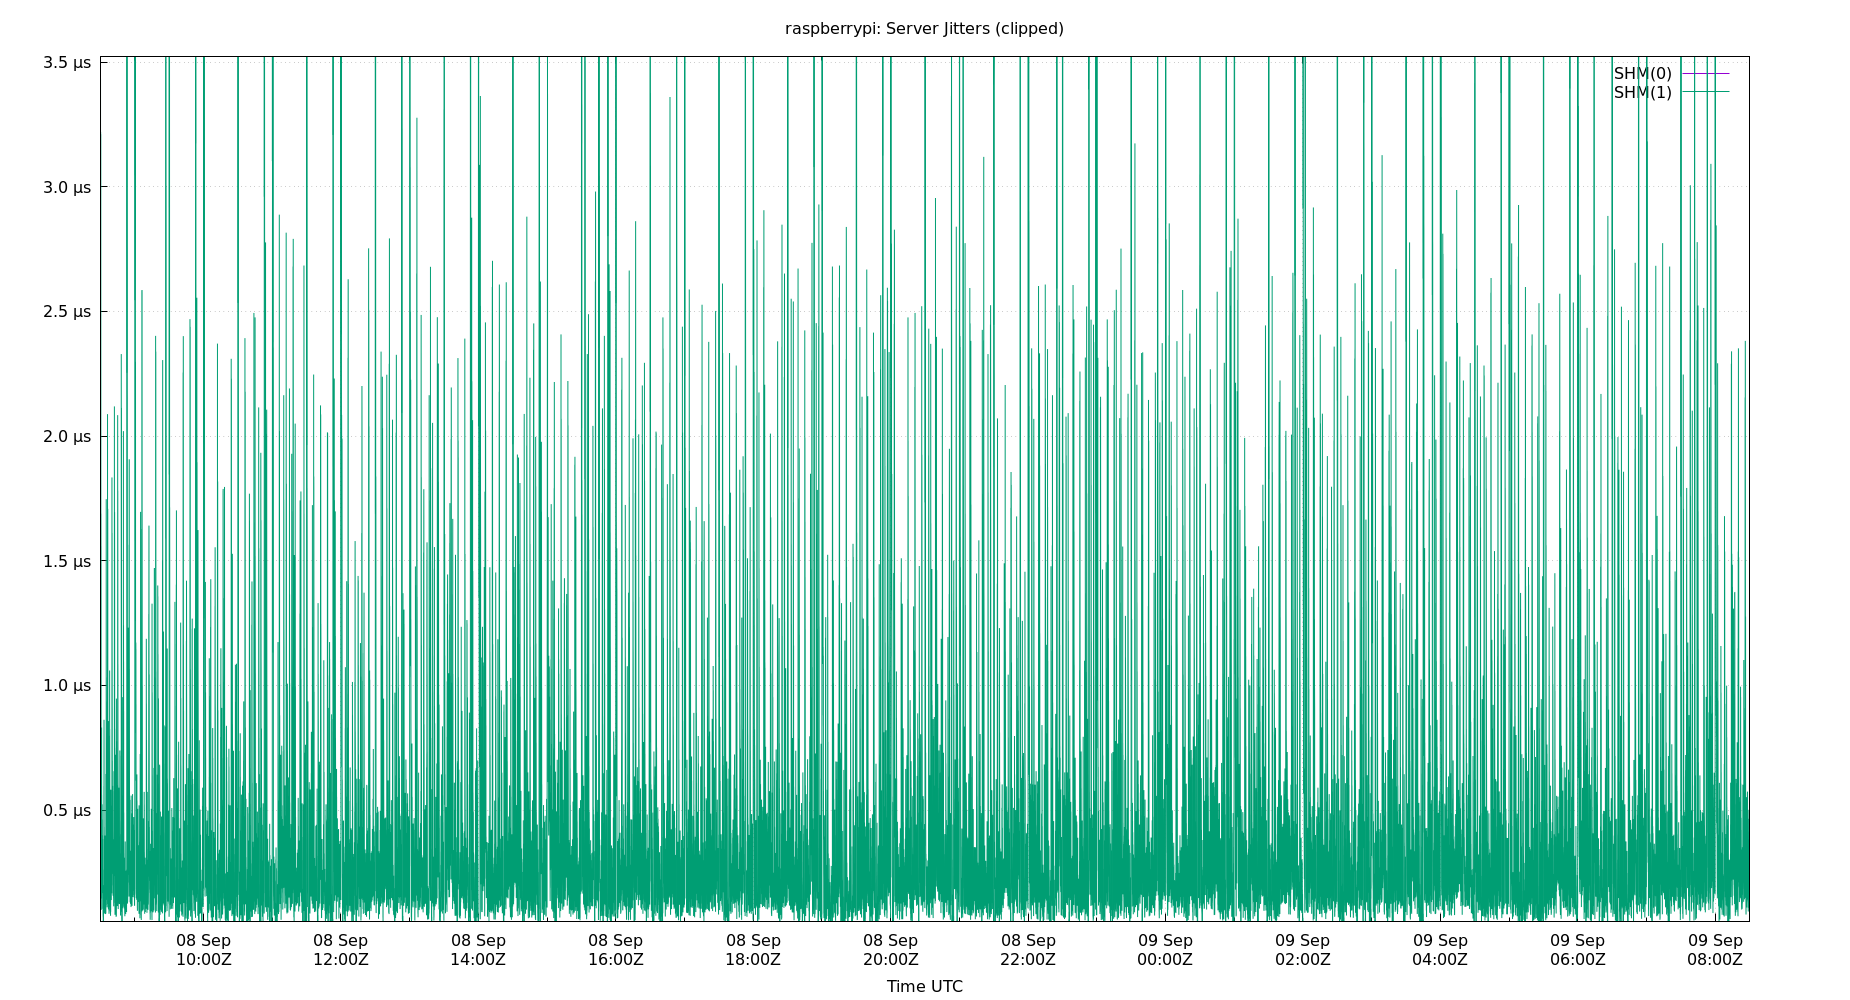 raspberrypi: Server Jitters (clipped)
3.5 µs
3.0 µs
2.5 µs
2.0 µs
1.5 µs
1.0 µs
0.5 µs
SHM(0)
SHM(1)
08 Sep 08 Sep 08 Sep 08 Sep 08 Sep 08 Sep 08 Sep 09 Sep 09 Sep 09 Sep 09 Sep 09 Sep
10:00Z 12:00Z 14:00Z 16:00Z 18:00Z 20:00Z 22:00Z 00:00Z 02:00Z 04:00Z 06:00Z 08:00Z
Time UTC